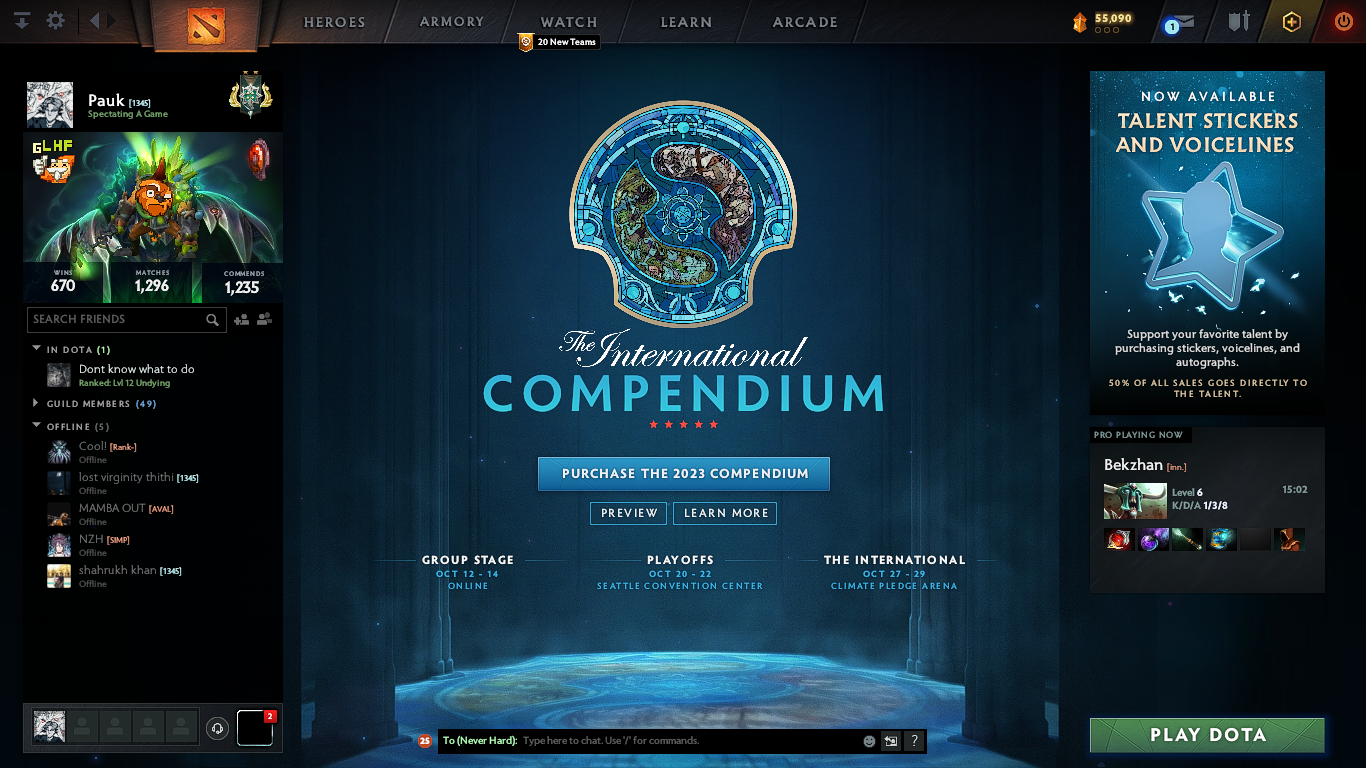 HEROES
ARMORY
WATCH
LEARN
ARCADE
20 New Teams
55,090
1
Pauk [1345]
Spectating A Game
GLHF
WINS
670
MATCHES
1,296
COMMENDS
1,235
SEARCH FRIENDS
IN DOTA (1)
Dont know what to do
Ranked: Lvl 12 Undying
GUILD MEMBERS (49)
OFFLINE (5)
Cool! [Rank-]
Offline
lost virginity thithi [1345]
Offline
MAMBA OUT [AVAL]
Offline
NZH [SIMP]
Offline
shahrukh khan [1345]
Offline
2
The International
COMPENDIUM
PURCHASE THE 2023 COMPENDIUM
PREVIEW
LEARN MORE
GROUP STAGE
OCT 12 - 14
ONLINE
PLAYOFFS
OCT 20 - 22
SEATTLE CONVENTION CENTER
THE INTERNATIONAL
OCT 27 - 29
CLIMATE PLEDGE ARENA
25
To (Never Hard): Type here to chat. Use '/' for commands.
?
NOW AVAILABLE
TALENT STICKERS
AND VOICELINES
Support your favorite talent by
purchasing stickers, voicelines, and
autographs.
50% OF ALL SALES GOES DIRECTLY TO
THE TALENT.
PRO PLAYING NOW
Bekzhan [inn.]
Level 6
15:02
K/D/A 1/3/8
PLAY DOTA